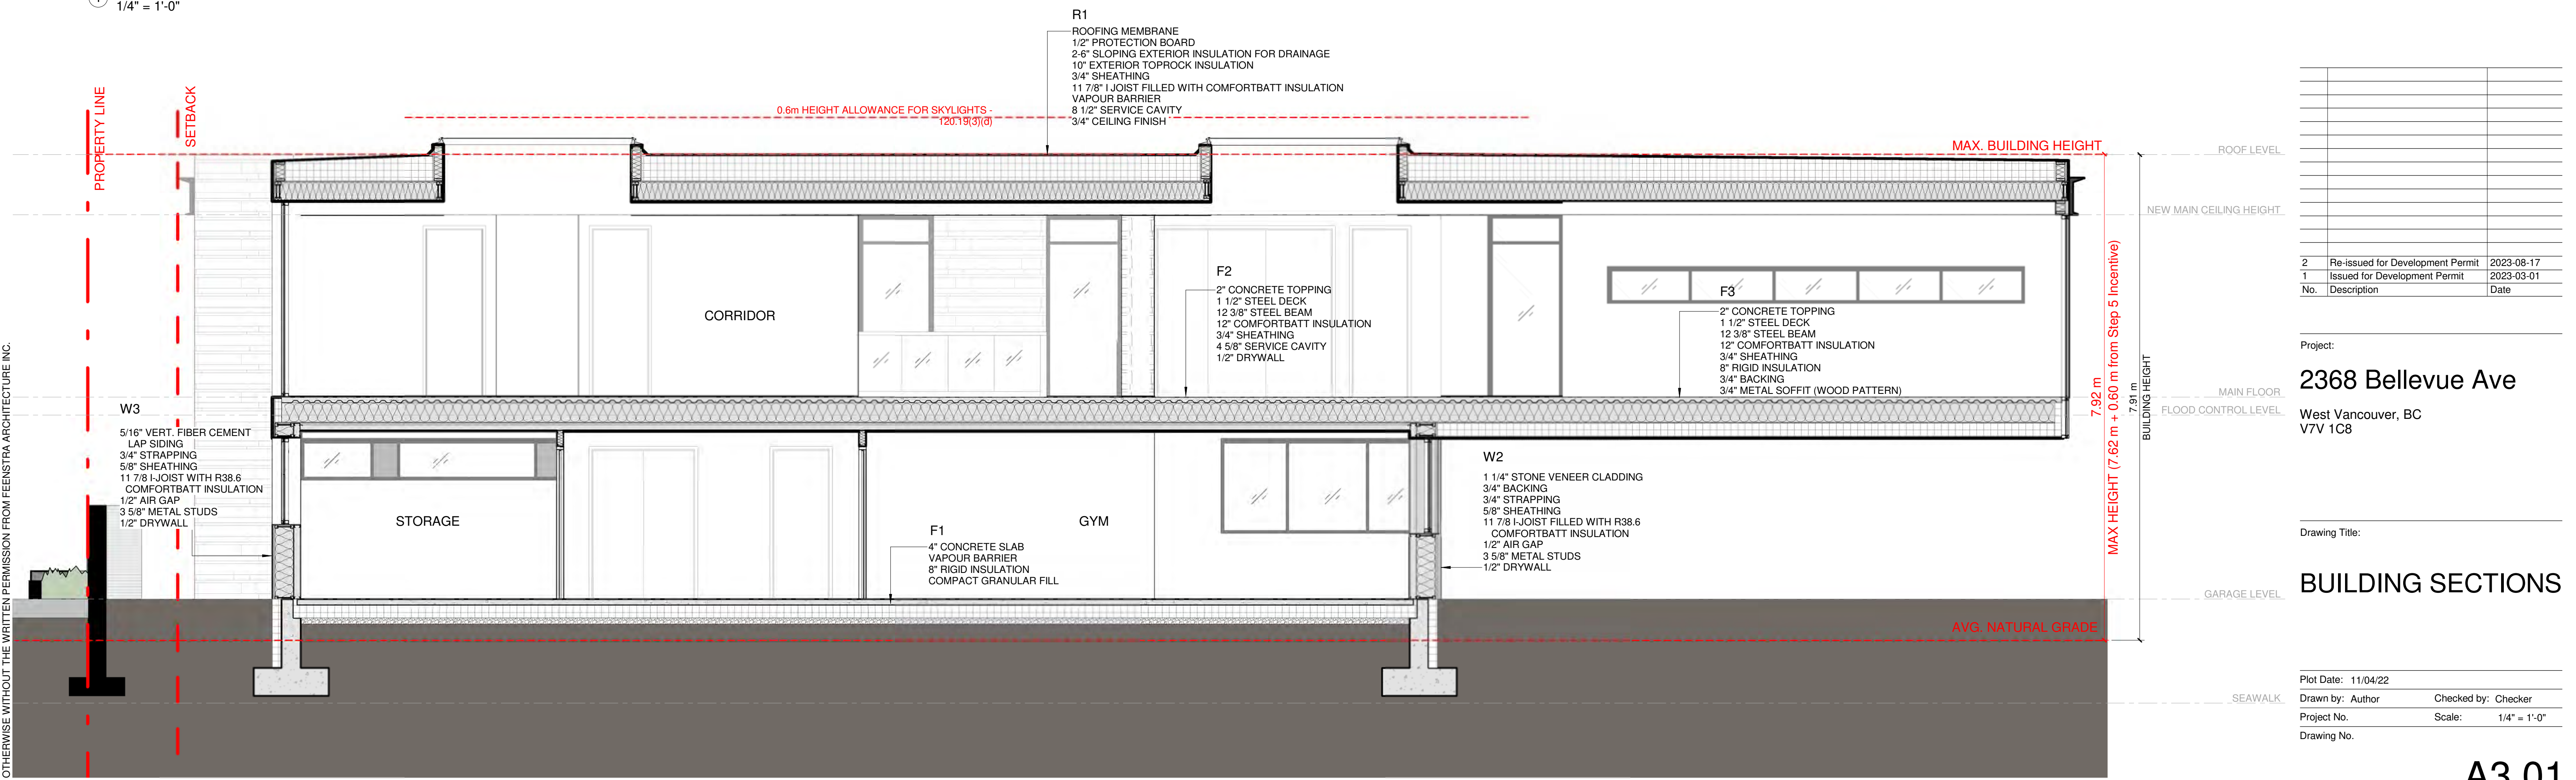 1/4" = 1'-0"
R1
ROOFING MEMBRANE
1/2" PROTECTION BOARD
2-6" SLOPING EXTERIOR INSULATION FOR DRAINAGE
10" EXTERIOR TOPROCK INSULATION
3/4" SHEATHING
11 7/8" I JOIST FILLED WITH COMFORTBATT INSULATION
VAPOUR BARRIER
8 1/2" SERVICE CAVITY
3/4" CEILING FINISH
0.6m HEIGHT ALLOWANCE FOR SKYLIGHTS -
120.19(3)(d)
PROPERTY LINE
SETBACK
MAX. BUILDING HEIGHT
ROOF LEVEL
NEW MAIN CEILING HEIGHT
CORRIDOR
F2
2" CONCRETE TOPPING
1 1/2" STEEL DECK
12 3/8" STEEL BEAM
12" COMFORTBATT INSULATION
3/4" SHEATHING
4 5/8" SERVICE CAVITY
1/2" DRYWALL
F3
2" CONCRETE TOPPING
1 1/2" STEEL DECK
12 3/8" STEEL BEAM
12" COMFORTBATT INSULATION
3/4" SHEATHING
8" RIGID INSULATION
3/4" BACKING
3/4" METAL SOFFIT (WOOD PATTERN)
MAIN FLOOR
FLOOD CONTROL LEVEL
7.92 m
MAX HEIGHT (7.62 m + 0.60 m from Step 5 Incentive)
7.91 m
BUILDING HEIGHT
W3
5/16" VERT. FIBER CEMENT
LAP SIDING
3/4" STRAPPING
5/8" SHEATHING
11 7/8 I-JOIST WITH R38.6
COMFORTBATT INSULATION
1/2" AIR GAP
3 5/8" METAL STUDS
1/2" DRYWALL
STORAGE
GYM
F1
4" CONCRETE SLAB
VAPOUR BARRIER
8" RIGID INSULATION
COMPACT GRANULAR FILL
W2
1 1/4" STONE VENEER CLADDING
3/4" BACKING
3/4" STRAPPING
5/8" SHEATHING
11 7/8 I-JOIST FILLED WITH R38.6
COMFORTBATT INSULATION
1/2" AIR GAP
3 5/8" METAL STUDS
1/2" DRYWALL
GARAGE LEVEL
AVG. NATURAL GRADE
SEAWALK
OTHERWISE WITHOUT THE WRITTEN PERMISSION FROM FEENSTRA ARCHITECTURE INC.
2 Re-issued for Development Permit 2023-08-17
1 Issued for Development Permit 2023-03-01
No. Description Date
Project:
2368 Bellevue Ave
West Vancouver, BC
V7V 1C8
Drawing Title:
BUILDING SECTIONS
Plot Date: 11/04/22
Drawn by: Author Checked by: Checker
Project No. Scale: 1/4" = 1'-0"
Drawing No.
A3.01